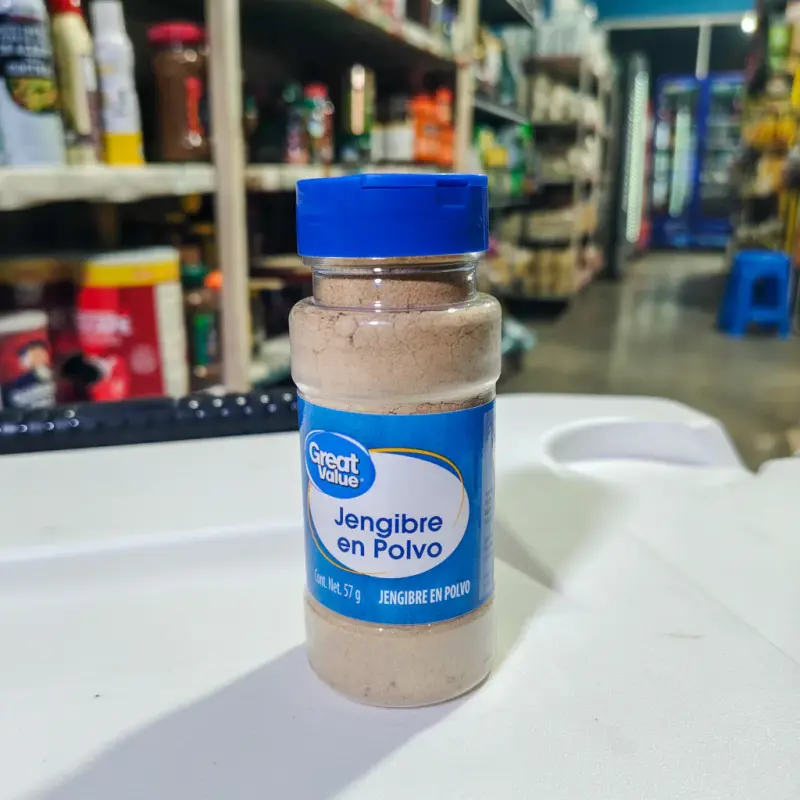 Great
Value
Jengibre
en Polvo
Cont. Net. 57 g
JENGIBRE EN POLVO